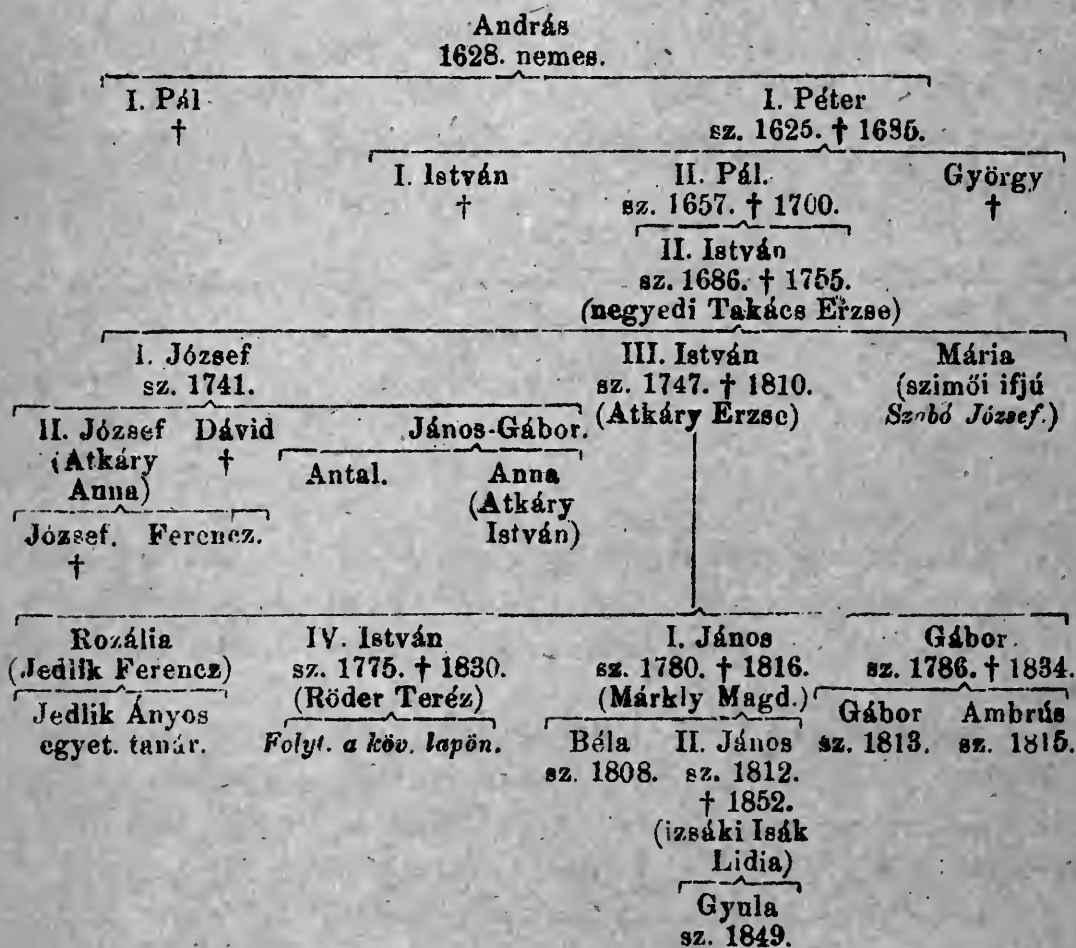 András
1628. nemes.
I. Pál I. Péter
† sz. 1625. † 1695.
I. István II. Pál. György
† sz. 1657. † 1700. †
II. István
sz. 1686. † 1755.
(negyedi Takács Erzse)
I. József III. István Mária
sz. 1741. sz. 1747. † 1810. (szimői ifjú
(Atkáry Erzse) Szabó József.)
II. József Dávid János-Gábor.
(Atkáry † Antal. Anna
Anna) (Atkáry
József. Ferencz. István)
†
Rozália IV. István I. János Gábor
(Jedlik Ferencz) sz. 1775. † 1830. sz. 1780. † 1816. sz. 1786. † 1834.
(Röder Teréz) (Márkly Magd.)
Jedlik Ányos Folyt. a köv. lapön. Béla II. János Gábor Ambrús
egyet. tanár. sz. 1808. sz. 1812. sz. 1813. sz. 1815.
† 1852.
(izsáki Isák
Lidia)
Gyula
sz. 1849.